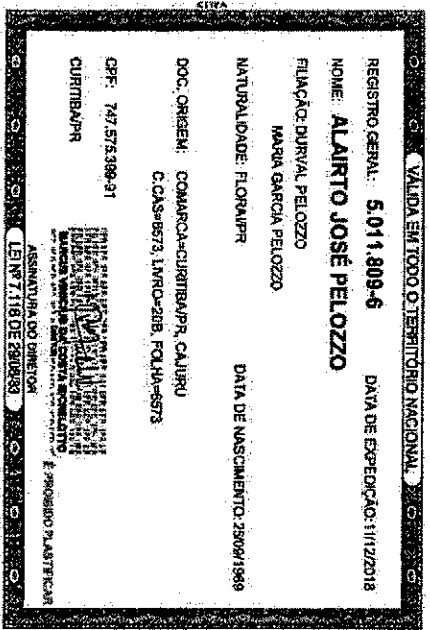 VÁLIDA EM TODO O TERRITÓRIO NACIONAL
REGISTRO GERAL: 5.011.809-6 DATA DE EXPEDIÇÃO: 11/12/2018
NOME: ALAIRTO JOSÉ PELOZZO
FILIAÇÃO: DURVAL PELOZZO
MARIA GARCIA PELOZZO
NATURALIDADE: FLORAI/PR DATA DE NASCIMENTO: 25/09/1969
DOC. ORIGEM: COMARCA=CURITIBA/PR, CAJURU
C.CAS=6573, LIVRO=20B, FOLHA=6573
CPF: 747.575.389-91
CURITIBA/PR
ASSINATURA DO DIRETOR
É PROIBIDO PLASTIFICAR
LEI Nº 7.116 DE 29/08/83